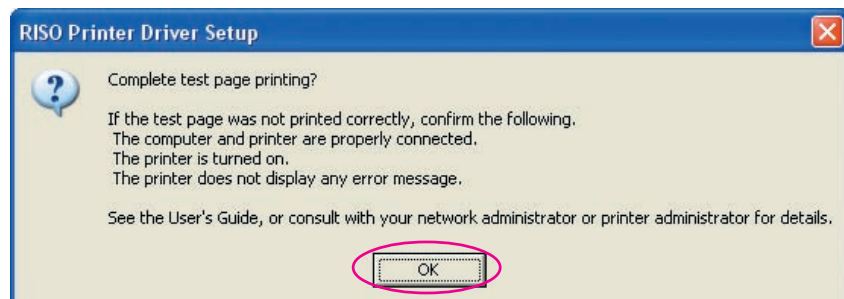 RISO Printer Driver Setup
Complete test page printing?
If the test page was not printed correctly, confirm the following.
The computer and printer are properly connected.
The printer is turned on.
The printer does not display any error message.
See the User's Guide, or consult with your network administrator or printer administrator for details.
OK